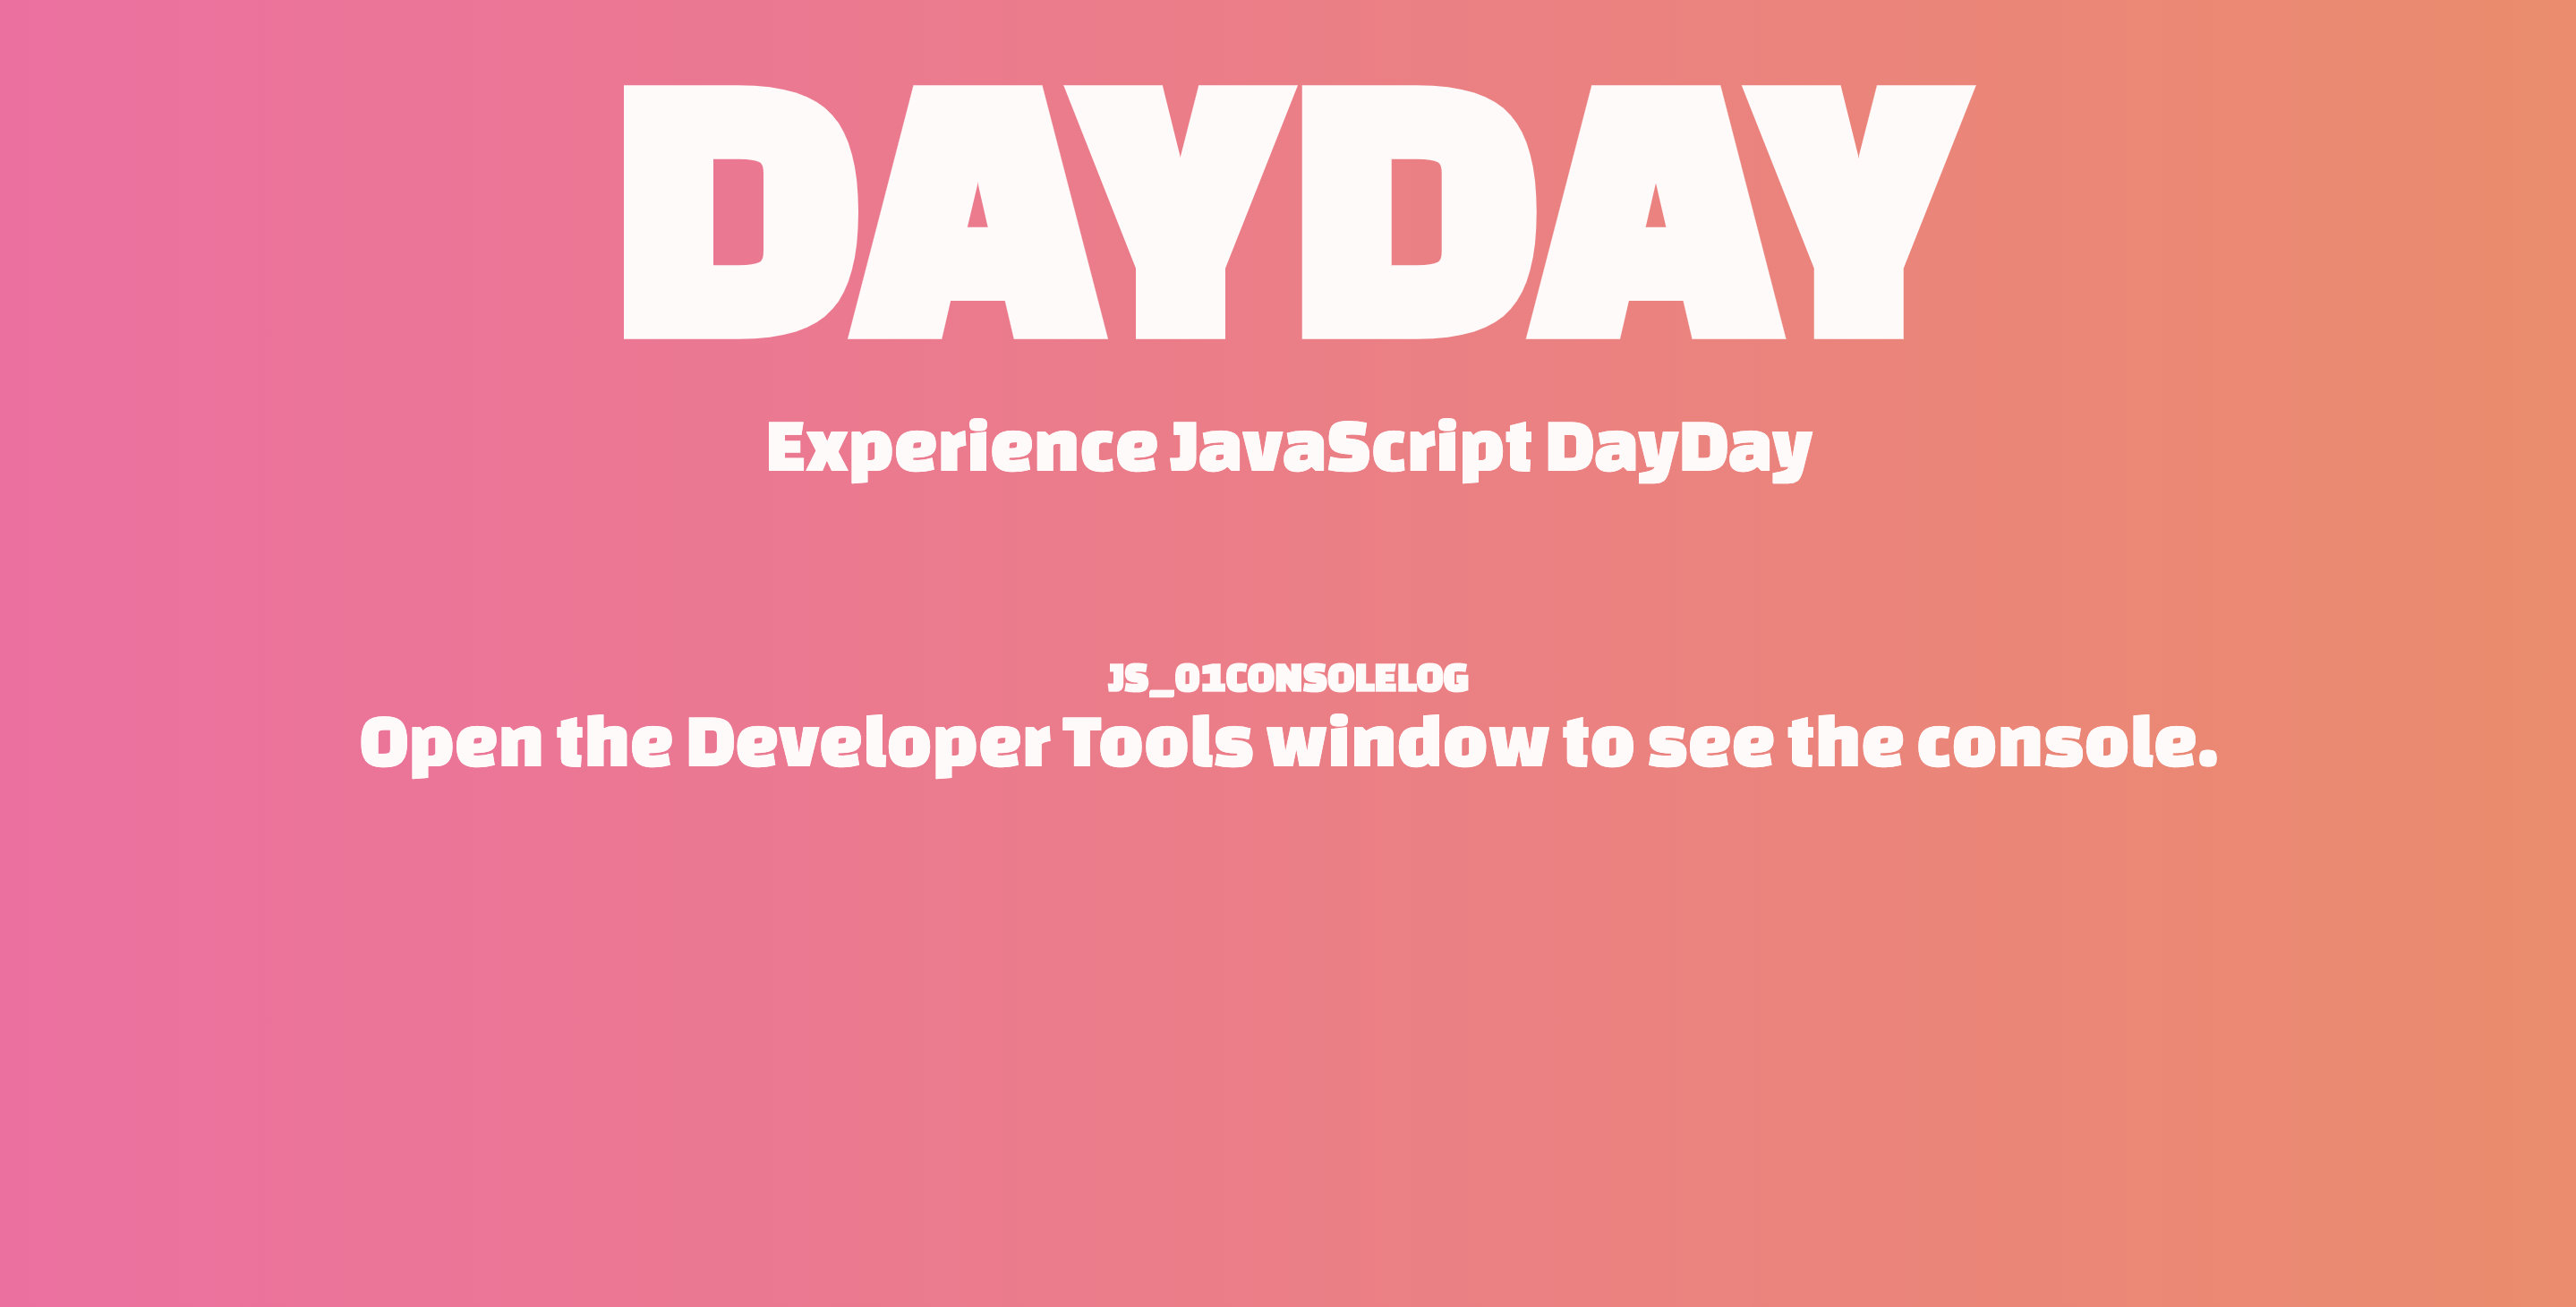 DAYDAY
Experience JavaScript DayDay
JS_01CONSOLELOG
Open the Developer Tools window to see the console.